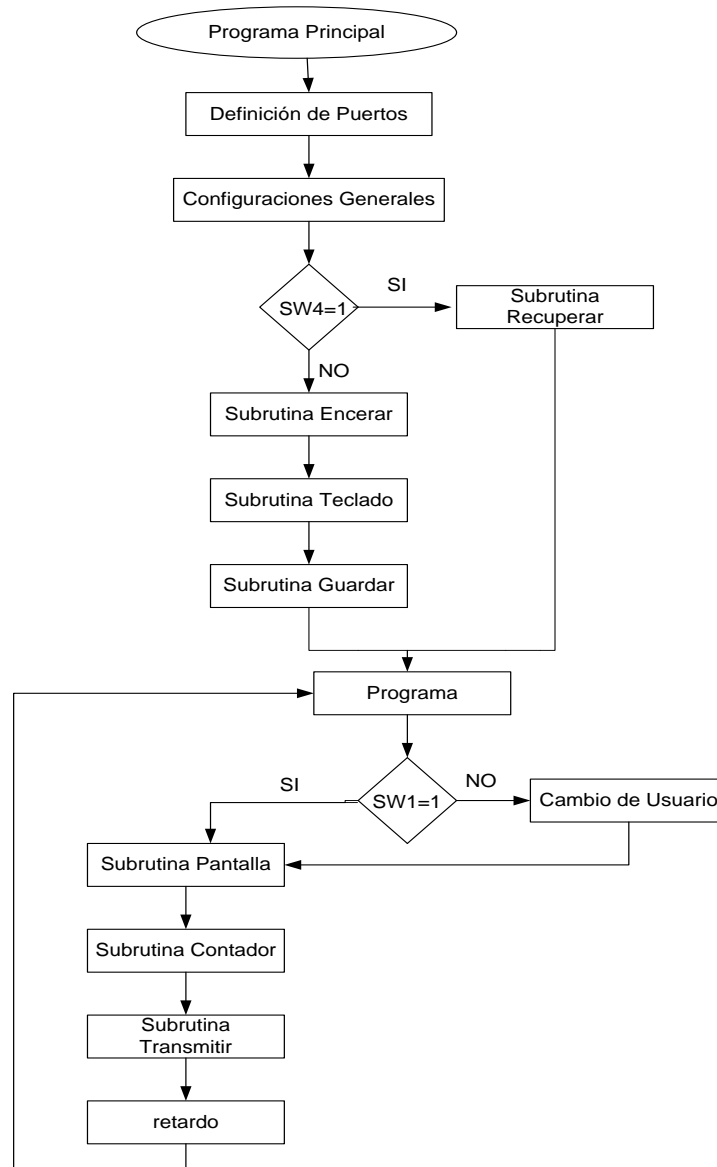 Programa Principal
Definición de Puertos
Configuraciones Generales
SW4=1
SI
Subrutina
Recuperar
NO
Subrutina Encerar
Subrutina Teclado
Subrutina Guardar
Programa
SI
SW1=1
NO
Cambio de Usuario
Subrutina Pantalla
Subrutina Contador
Subrutina
Transmitir
retardo